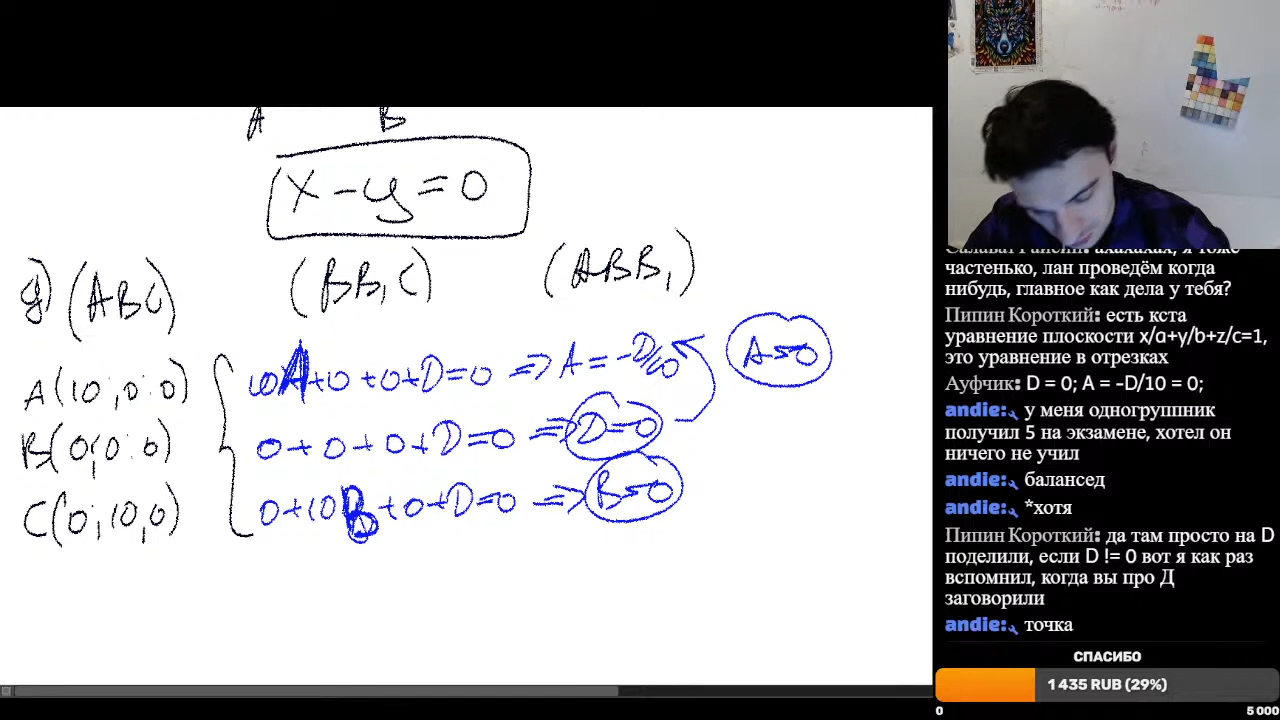 A B
x - y = 0
g) (ABC) (BB₁C) (ABB₁)
A(10; 0; 0) 10A + 0 + 0 + D = 0 => A = -D/10 A = 0
B(0; 0; 0) 0 + 0 + 0 + D = 0 => D = 0
C(0; 10, 0) 0 + 10B + 0 + D = 0 => B = 0
частенько, лан проведём когда
нибудь, главное как дела у тебя?
Пипин Короткий: есть кста
уравнение плоскости x/a+y/b+z/c=1,
это уравнение в отрезках
Ауфчик: D = 0; A = -D/10 = 0;
andie: у меня одногруппник
получил 5 на экзамене, хотел он
ничего не учил
andie: балансед
andie: *хотя
Пипин Короткий: да там просто на D
поделили, если D != 0 вот я как раз
вспомнил, когда вы про Д
заговорили
andie: точка
СПАСИБО
1 435 RUB (29%)
0 5 000